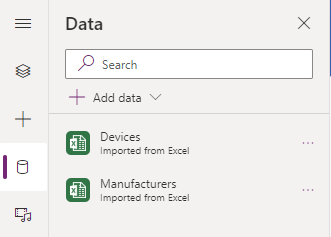 Data
Search
Add data
Devices
Imported from Excel
Manufacturers
Imported from Excel